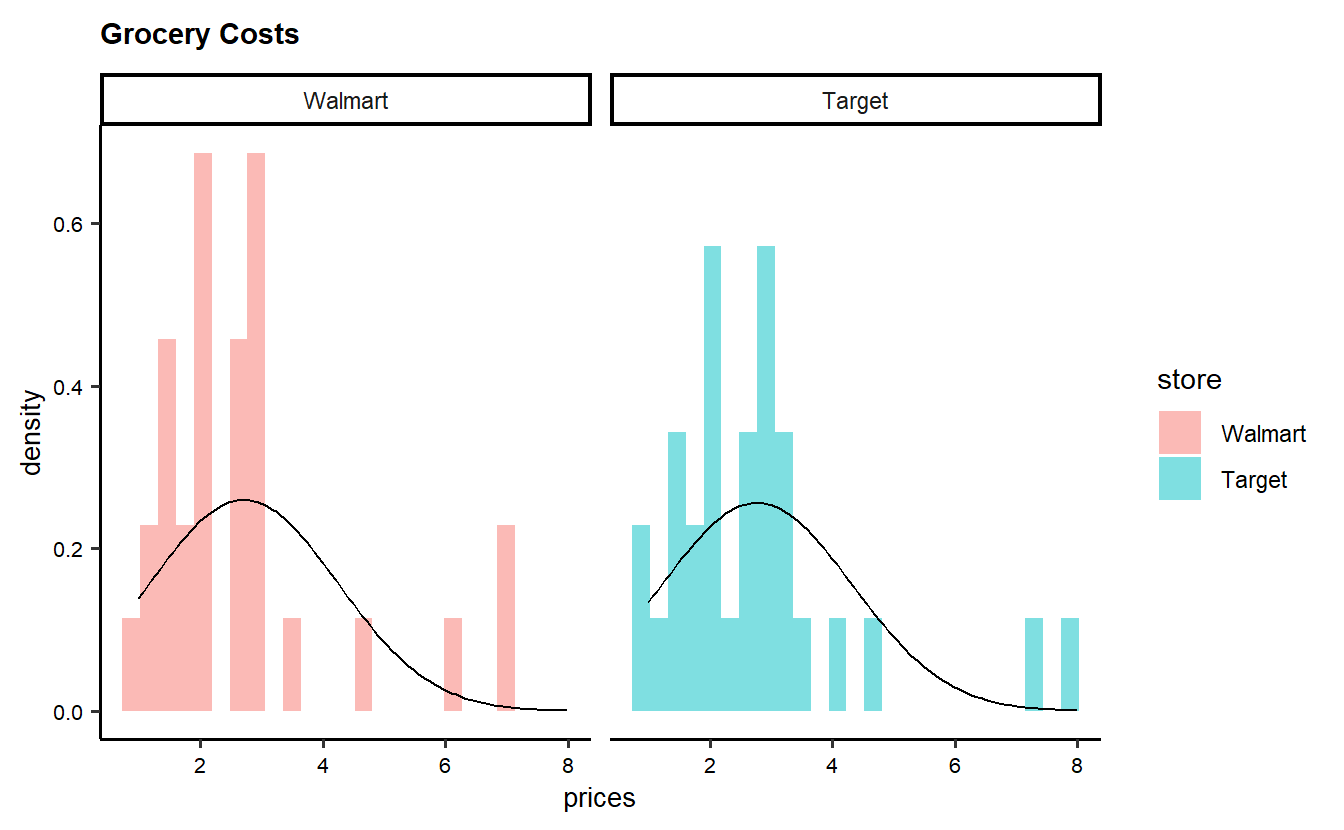 Grocery Costs
Walmart
Target
density
0.6
0.4
0.2
0.0
2 4 6 8
2 4 6 8
prices
store
Walmart
Target